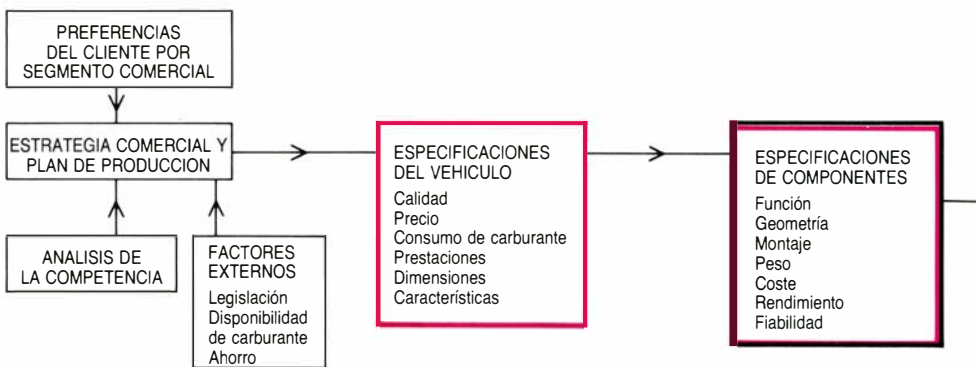 PREFERENCIAS
DEL CLIENTE POR
SEGMENTO COMERCIAL
ESTRATEGIA COMERCIAL Y
PLAN DE PRODUCCION
ANALISIS DE
LA COMPETENCIA
FACTORES
EXTERNOS
Legislación
Disponibilidad
de carburante
Ahorro
ESPECIFICACIONES
DEL VEHICULO
Calidad
Precio
Consumo de carburante
Prestaciones
Dimensiones
Características
ESPECIFICACIONES
DE COMPONENTES
Función
Geometría
Montaje
Peso
Coste
Rendimiento
Fiabilidad